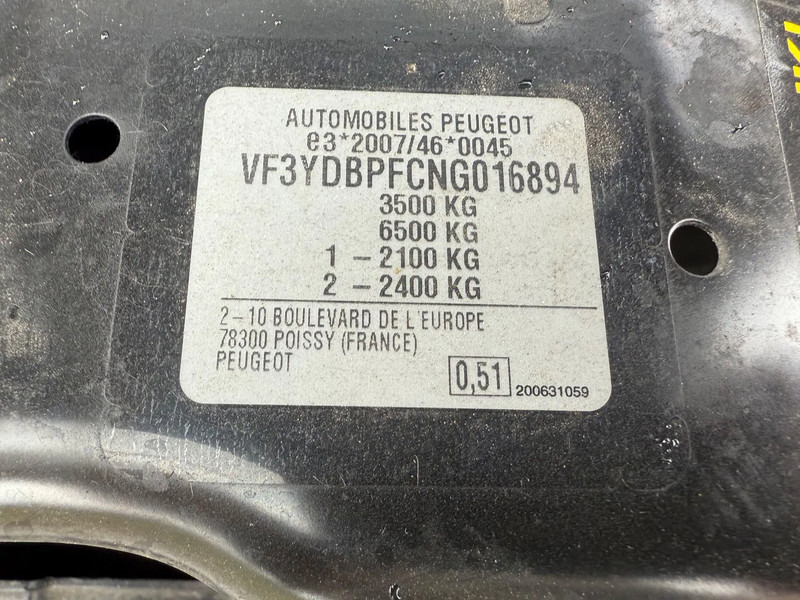 AUTOMOBILES PEUGEOT
e3*2007/46*0045
VF3YDBPFCNG016894
3500 KG
6500 KG
1 - 2100 KG
2 - 2400 KG
2-10 BOULEVARD DE L'EUROPE
78300 POISSY (FRANCE)
PEUGEOT
0,51
200631059